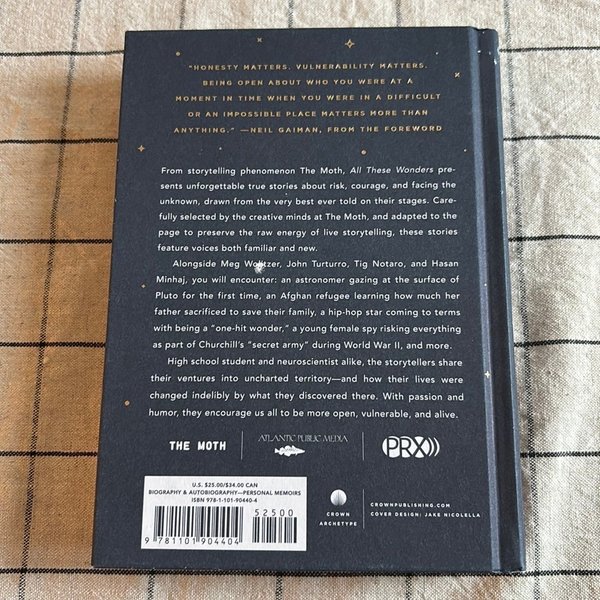 "HONESTY MATTERS. VULNERABILITY MATTERS.
BEING OPEN ABOUT WHO YOU WERE AT A
MOMENT IN TIME WHEN YOU WERE IN A DIFFICULT
OR AN IMPOSSIBLE PLACE MATTERS MORE THAN
ANYTHING." —NEIL GAIMAN, FROM THE FOREWORD
From storytelling phenomenon The Moth, All These Wonders pre-
sents unforgettable true stories about risk, courage, and facing the
unknown, drawn from the very best ever told on their stages. Care-
fully selected by the creative minds at The Moth, and adapted to the
page to preserve the raw energy of live storytelling, these stories
feature voices both familiar and new.
Alongside Meg Wolitzer, John Turturro, Tig Notaro, and Hasan
Minhaj, you will encounter: an astronomer gazing at the surface of
Pluto for the first time, an Afghan refugee learning how much her
father sacrificed to save their family, a hip-hop star coming to terms
with being a "one-hit wonder," a young female spy risking everything
as part of Churchill's "secret army" during World War II, and more.
High school student and neuroscientist alike, the storytellers share
their ventures into uncharted territory—and how their lives were
changed indelibly by what they discovered there. With passion and
humor, they encourage us all to be more open, vulnerable, and alive.
THE MOTH
ATLANTIC PUBLIC MEDIA
PRX
U.S. $25.00/$34.00 CAN
BIOGRAPHY & AUTOBIOGRAPHY—PERSONAL MEMOIRS
ISBN 978-1-101-90440-4
52500
9 781101 904404
CROWN
ARCHETYPE
CROWNPUBLISHING.COM
COVER DESIGN: JAKE NICOLELLA